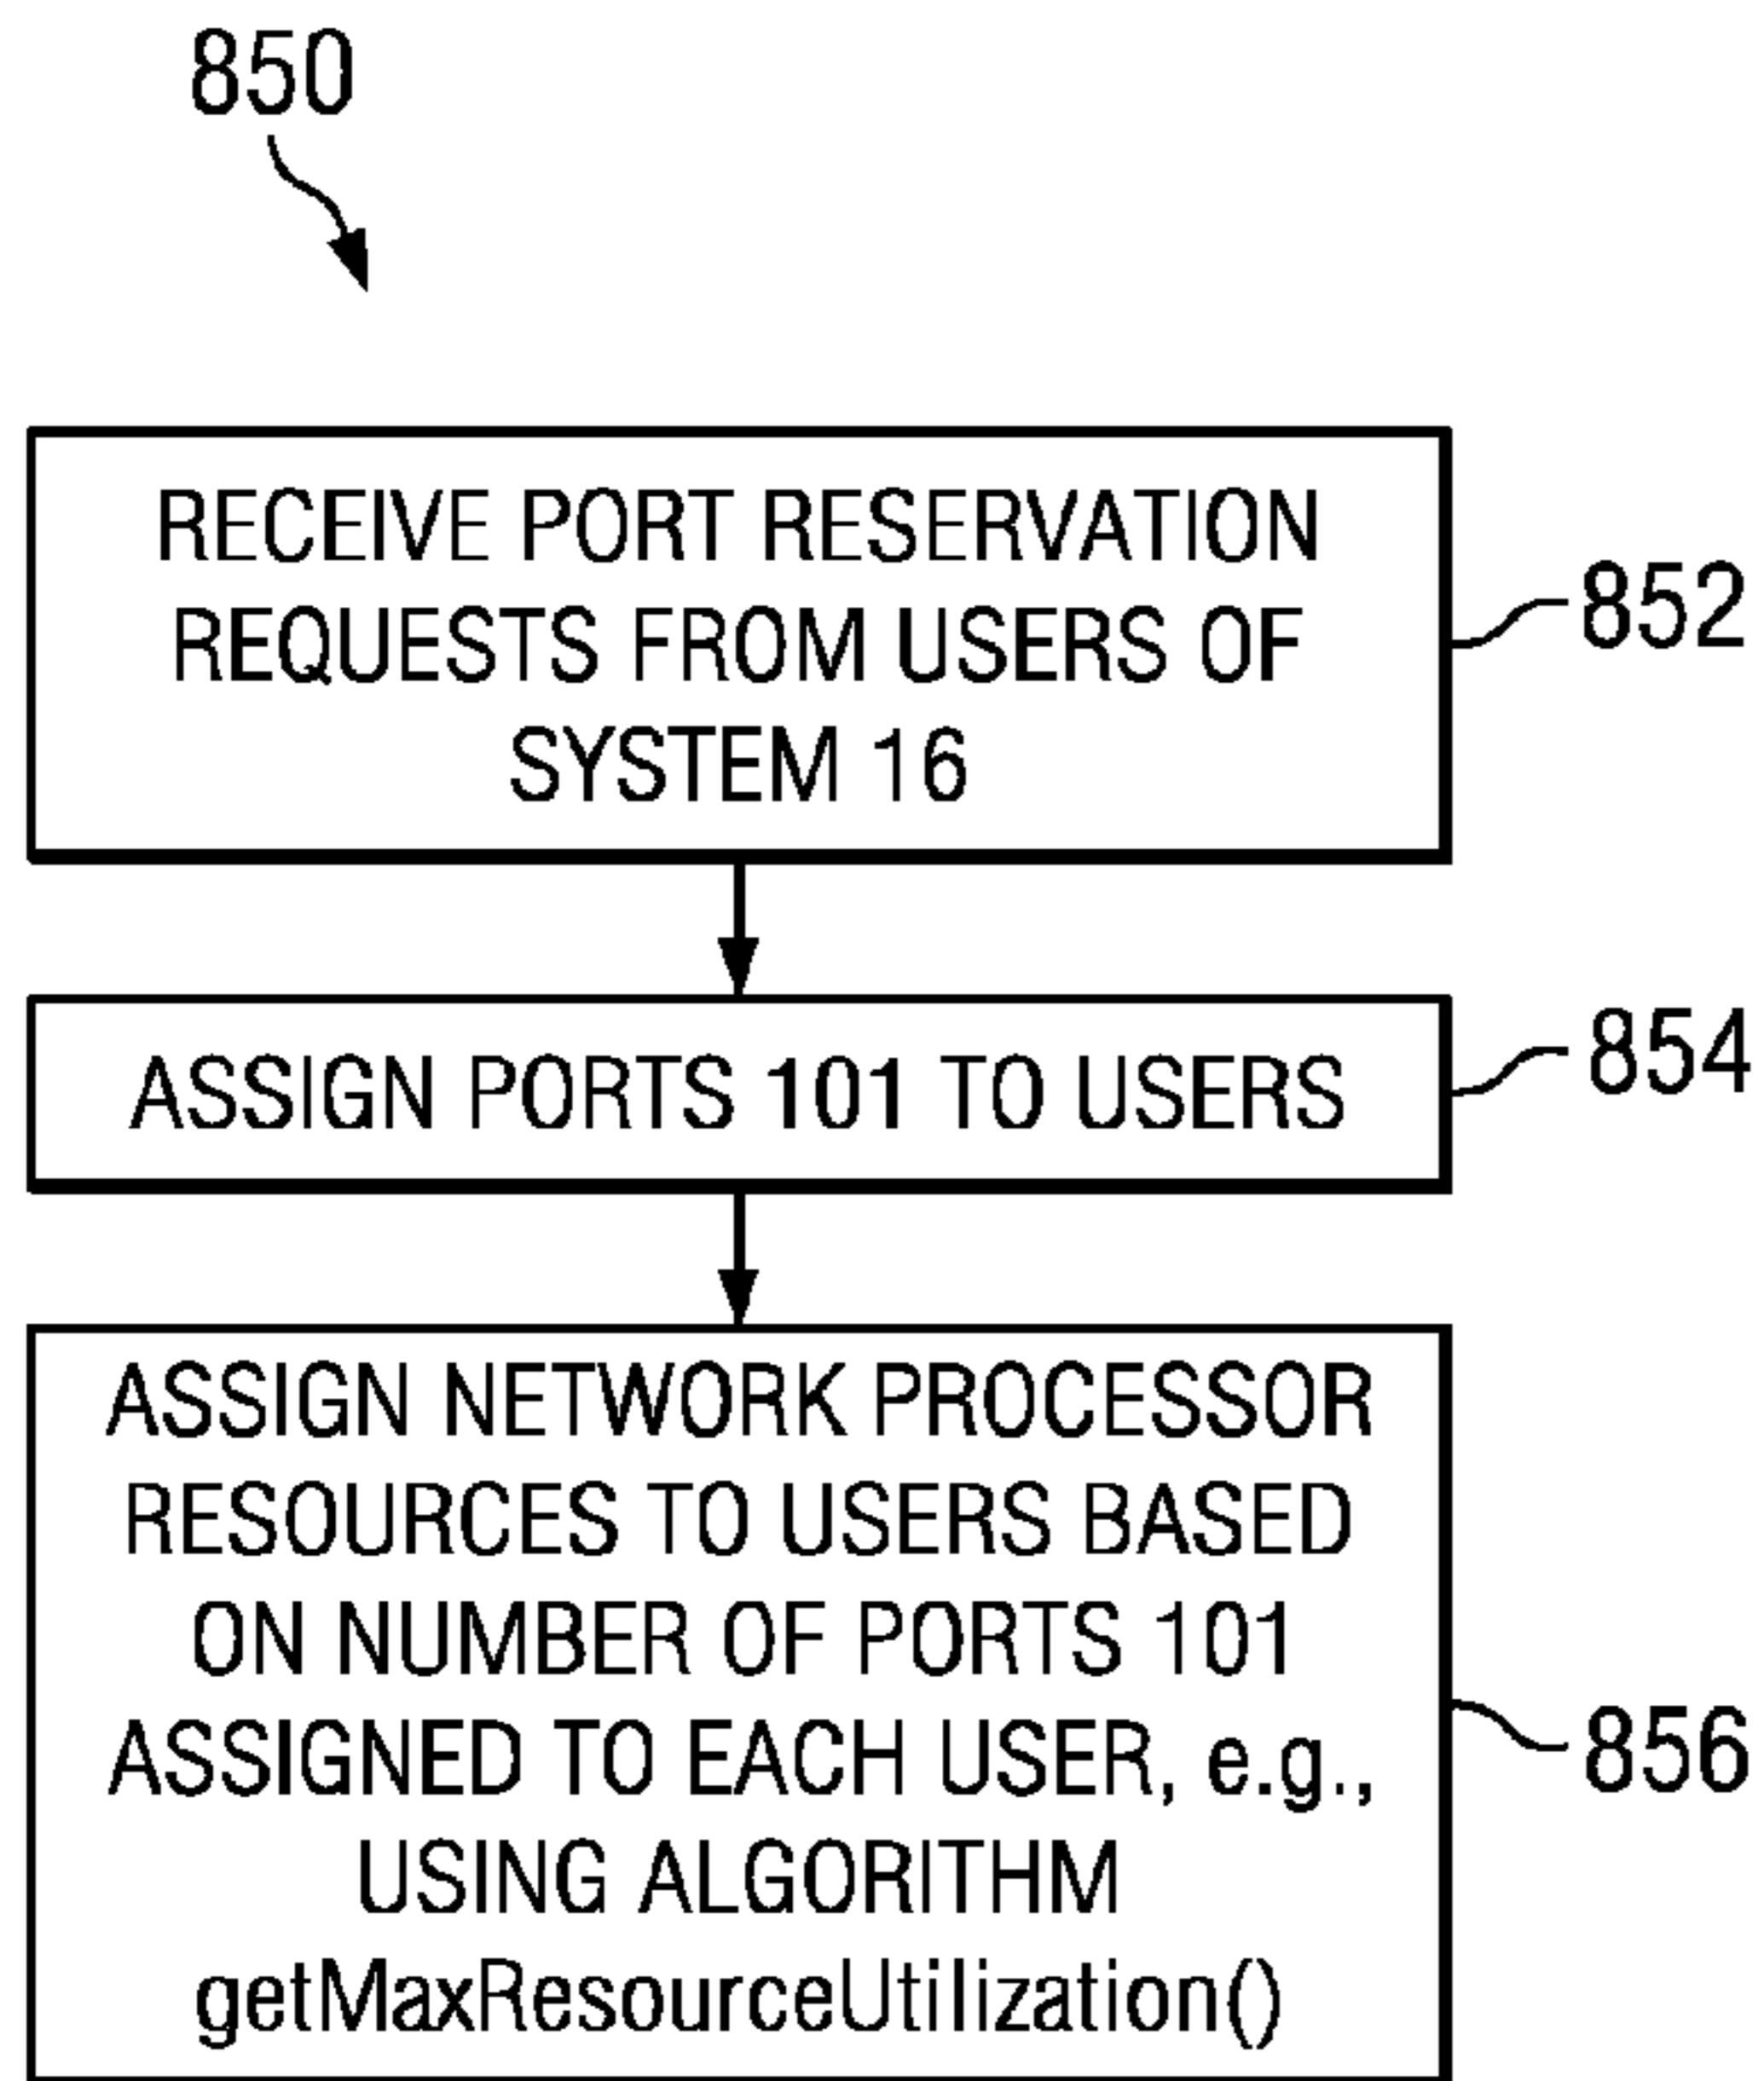 850
RECEIVE PORT RESERVATION
REQUESTS FROM USERS OF
SYSTEM 16
852
ASSIGN PORTS 101 TO USERS
854
ASSIGN NETWORK PROCESSOR
RESOURCES TO USERS BASED
ON NUMBER OF PORTS 101
ASSIGNED TO EACH USER, e.g.,
USING ALGORITHM
getMaxResourceUtilization()
856